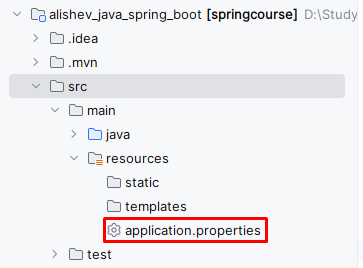 alishev_java_spring_boot [springcourse] D:\Study
.idea
.mvn
src
main
java
resources
static
templates
application.properties
test